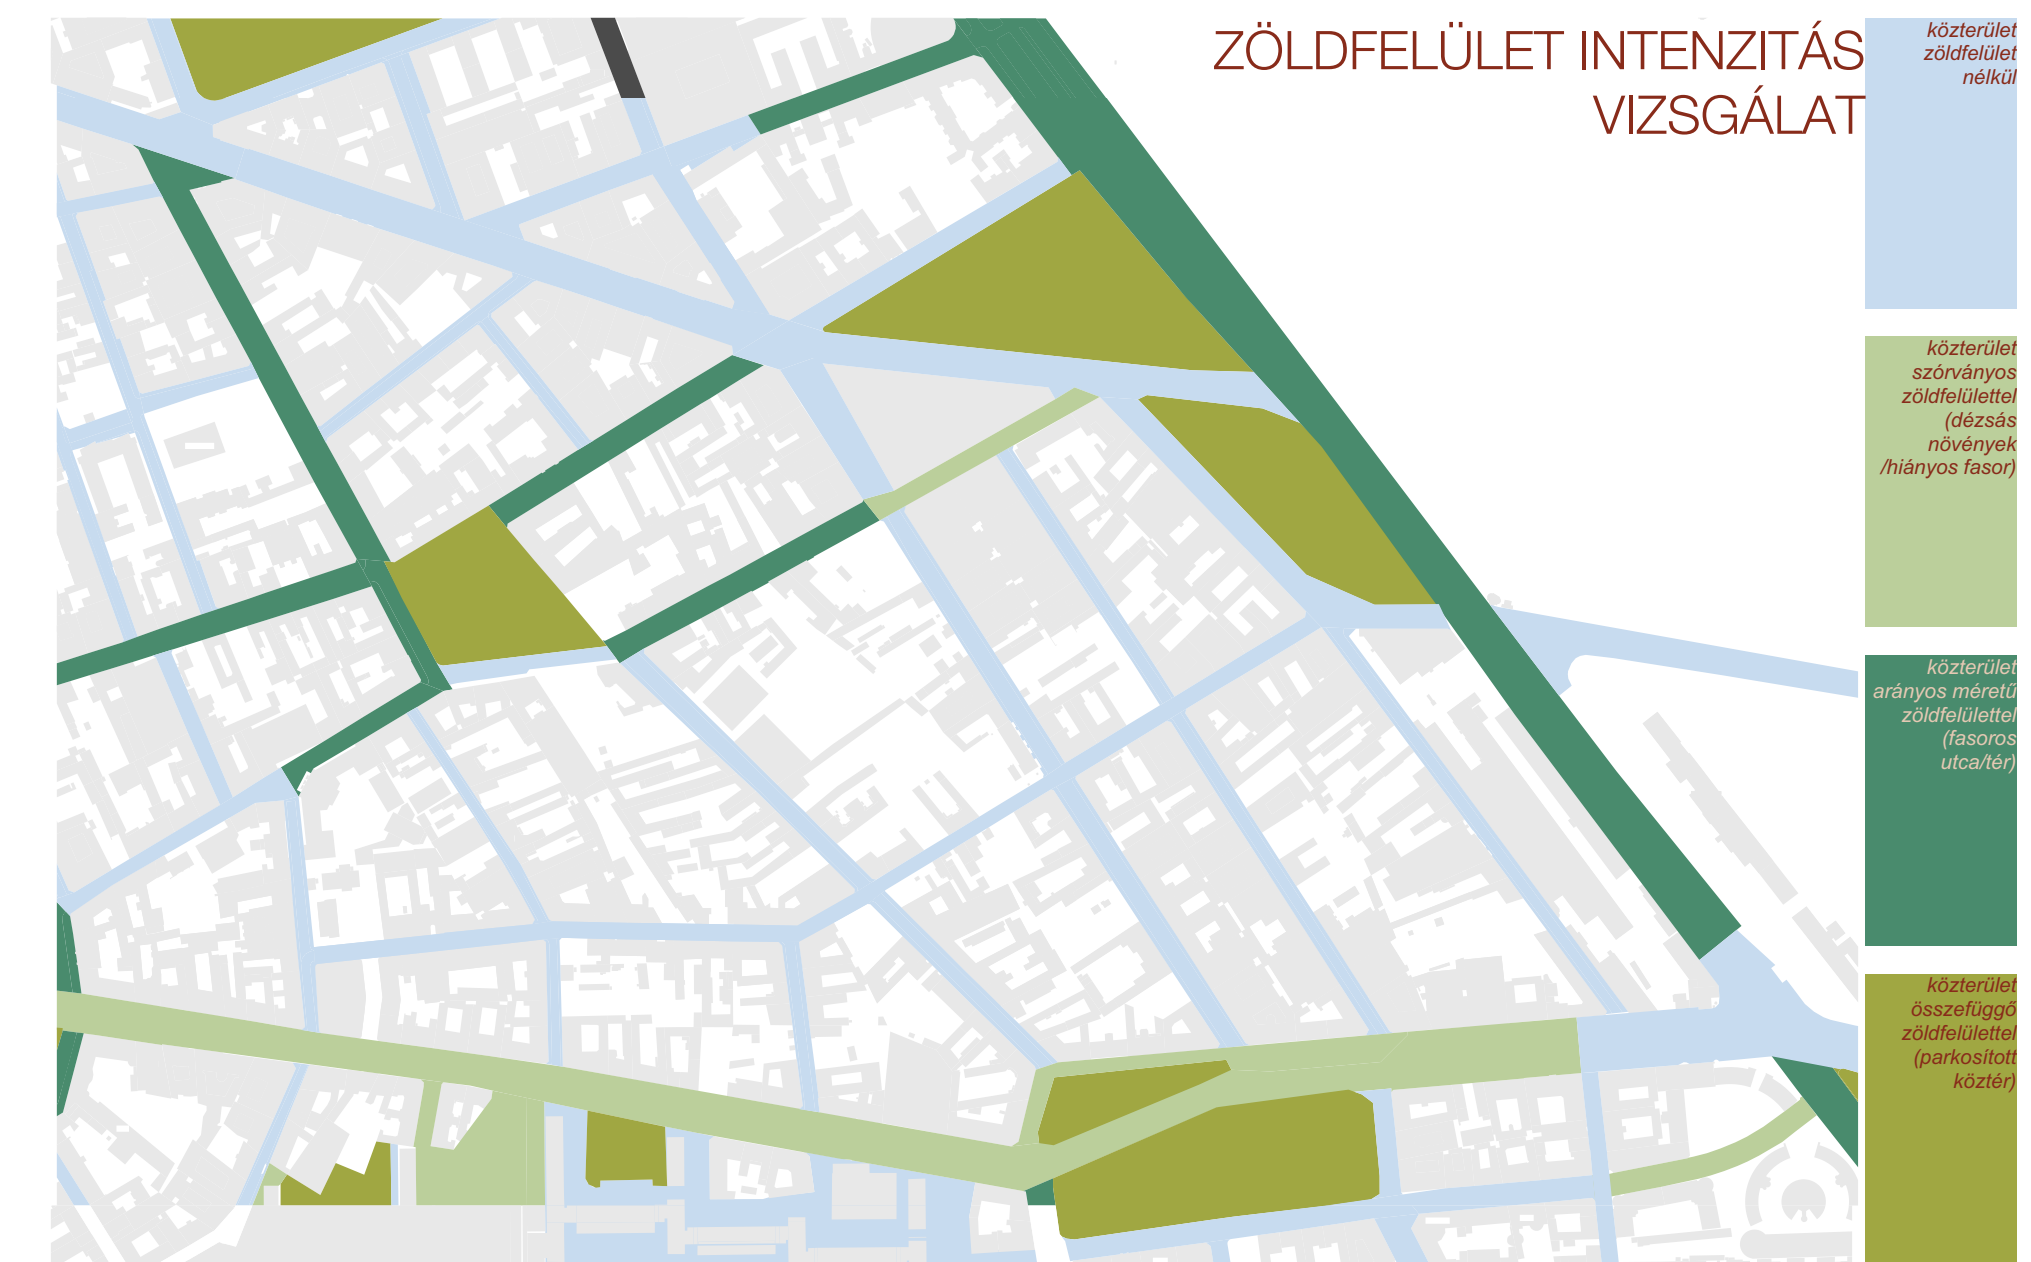 ZÖLDFELÜLET INTENZITÁS
VIZSGÁLAT
közterület
zöldfelület
nélkül
közterület
szórványos
zöldfelülettel
(dézsás
növények
/hiányos fasor)
közterület
arányos méretű
zöldfelülettel
(fasoros
utca/tér)
közterület
összefüggő
zöldfelülettel
(parkosított
köztér)